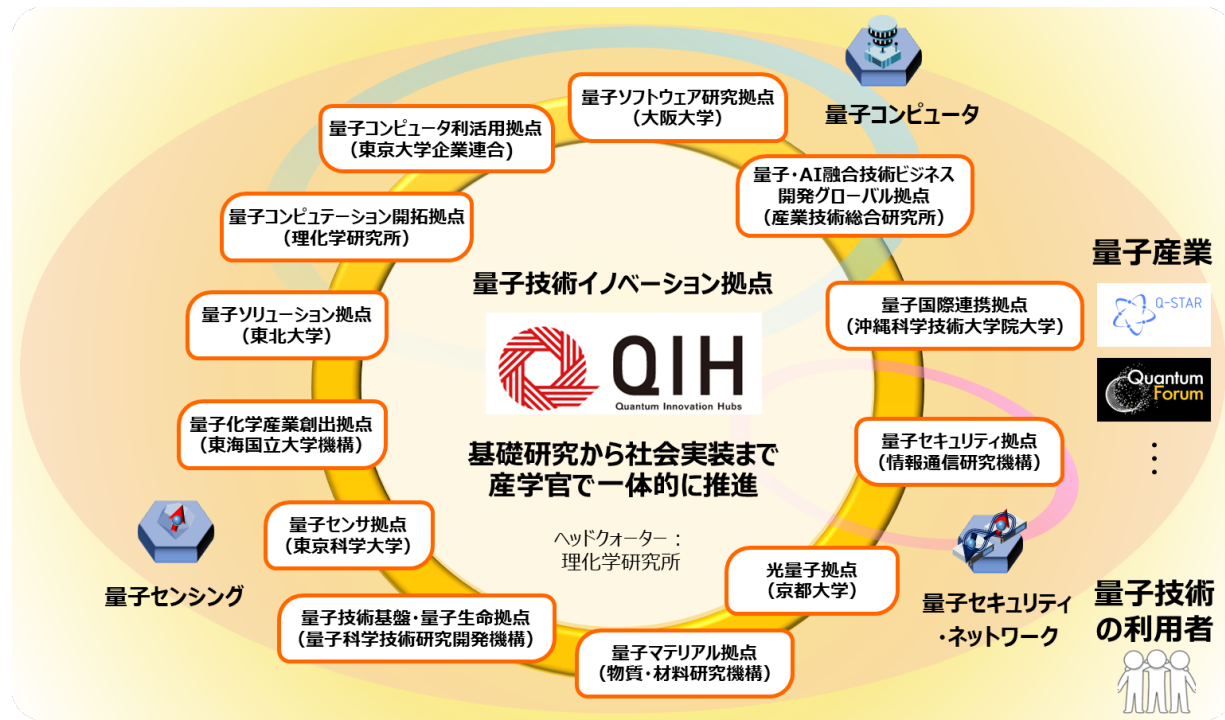 量子ソフトウェア研究拠点
(大阪大学)
量子コンピュータ
量子コンピュータ利活用拠点
(東京大学企業連合)
量子・AI融合技術ビジネス
開発グローバル拠点
(産業技術総合研究所)
量子コンピュテーション開拓拠点
(理化学研究所)
量子産業
量子技術イノベーション拠点
量子国際連携拠点
(沖縄科学技術大学院大学)
Q-STAR
量子ソリューション拠点
(東北大学)
QIH
Quantum Innovation Hubs
Quantum
Forum
量子化学産業創出拠点
(東海国立大学機構)
量子セキュリティ拠点
(情報通信研究機構)
基礎研究から社会実装まで
産学官で一体的に推進
量子センサ拠点
(東京科学大学)
ヘッドクォーター：
理化学研究所
光量子拠点
(京都大学)
量子センシング
量子セキュリティ
・ネットワーク
量子技術
の利用者
量子技術基盤・量子生命拠点
(量子科学技術研究開発機構)
量子マテリアル拠点
(物質・材料研究機構)